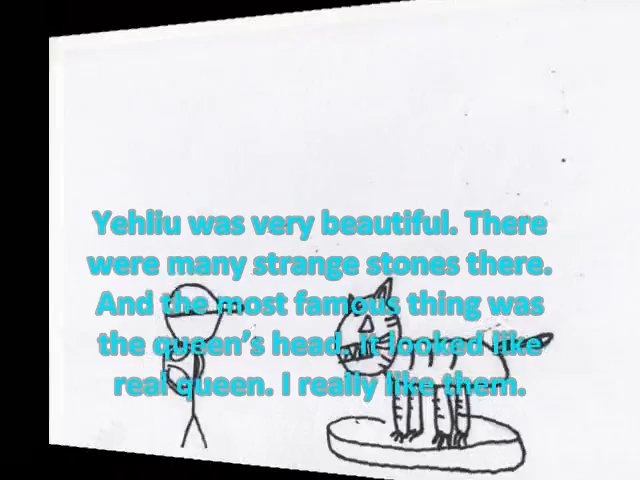 Yehliu was very beautiful. There
were many strange stones there.
And the most famous thing was
the queen's head. It looked like
real queen. I really like them.